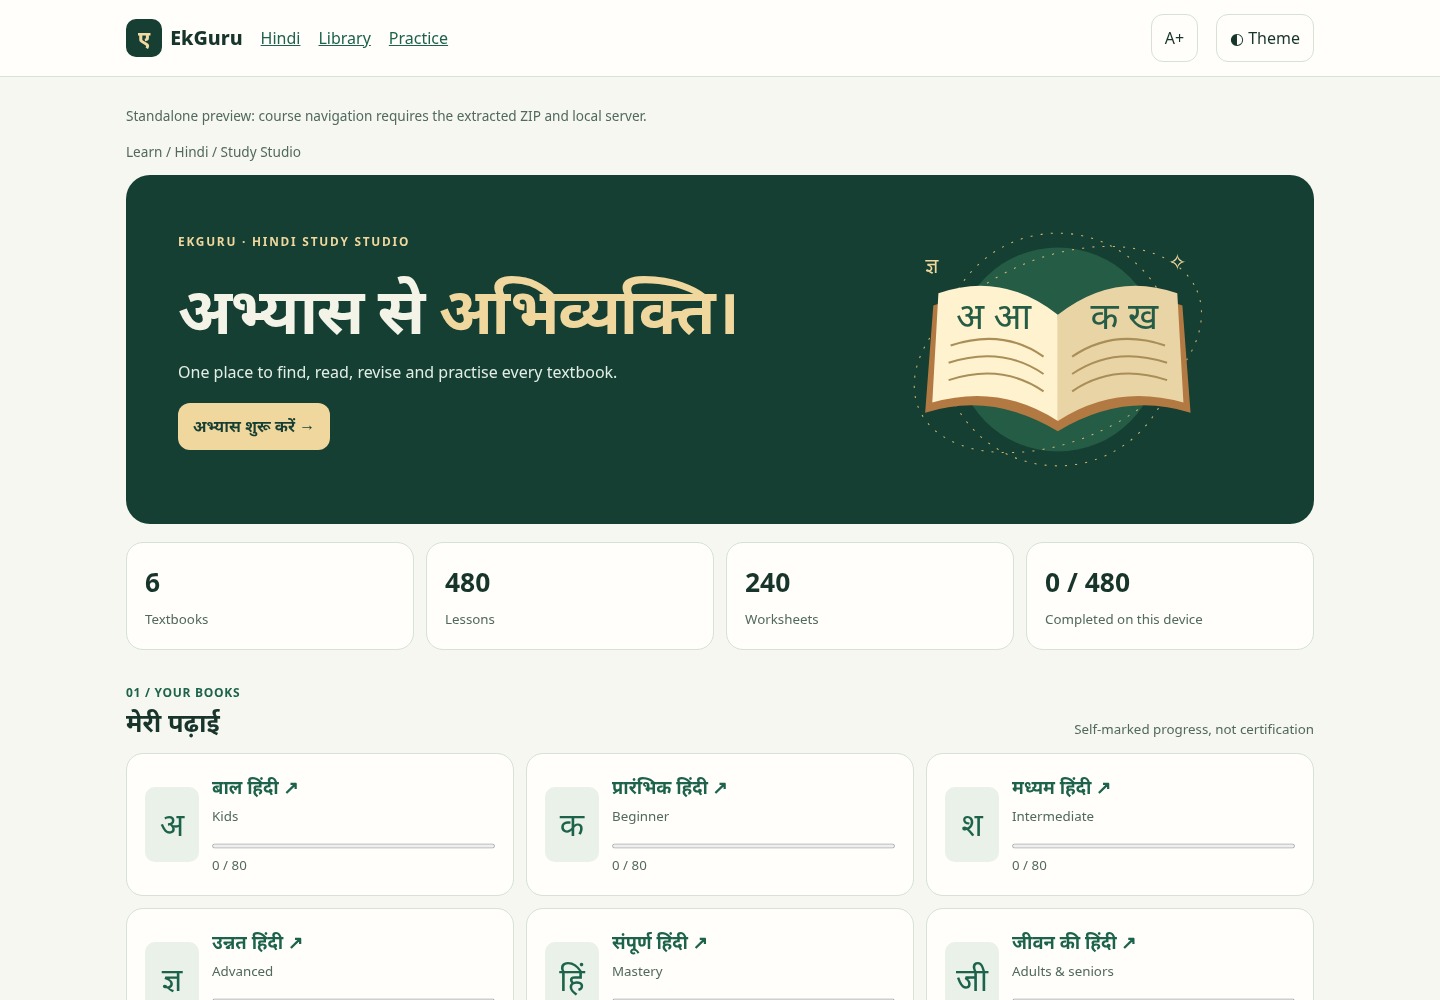 ए EkGuru Hindi Library Practice A+ ◐ Theme
Standalone preview: course navigation requires the extracted ZIP and local server.
Learn / Hindi / Study Studio
EKGURU · HINDI STUDY STUDIO
अभ्यास से अभिव्यक्ति।
One place to find, read, revise and practise every textbook.
अभ्यास शुरू करें →
ज्ञ
अ आ क ख
6
Textbooks
480
Lessons
240
Worksheets
0 / 480
Completed on this device
01 / YOUR BOOKS
मेरी पढ़ाई
Self-marked progress, not certification
अ
बाल हिंदी ↗
Kids
0 / 80
क
प्रारंभिक हिंदी ↗
Beginner
0 / 80
श
मध्यम हिंदी ↗
Intermediate
0 / 80
ज्ञ
उन्नत हिंदी ↗
Advanced
हिं
संपूर्ण हिंदी ↗
Mastery
जी
जीवन की हिंदी ↗
Adults & seniors